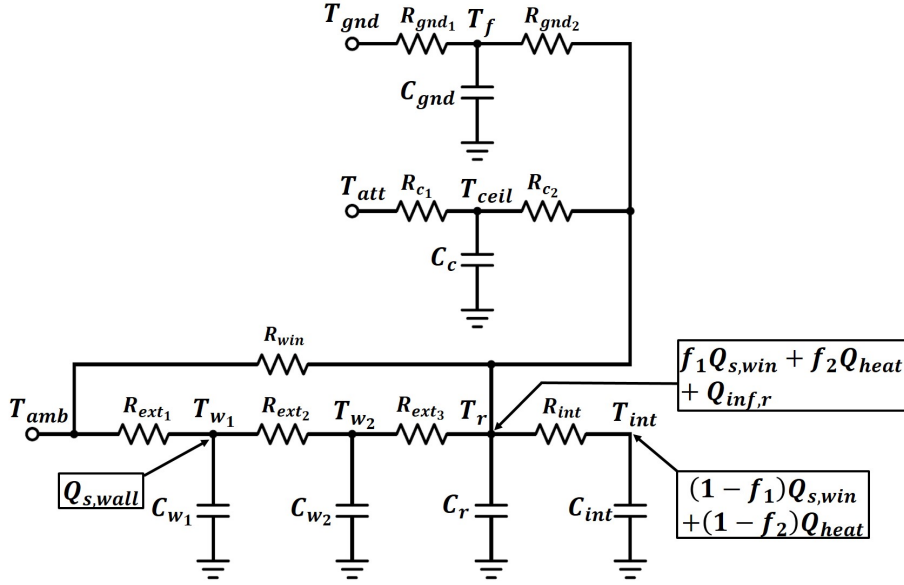 T_gnd R_gnd1 T_f R_gnd2
C_gnd
T_att R_c1 T_ceil R_c2
C_c
R_win
f_1Q_s,win + f_2Q_heat
+ Q_inf,r
T_amb R_ext1 T_w1 R_ext2 T_w2 R_ext3 T_r R_int T_int
Q_s,wall
C_w1 C_w2 C_r C_int
(1 − f_1)Q_s,win
+(1 − f_2)Q_heat